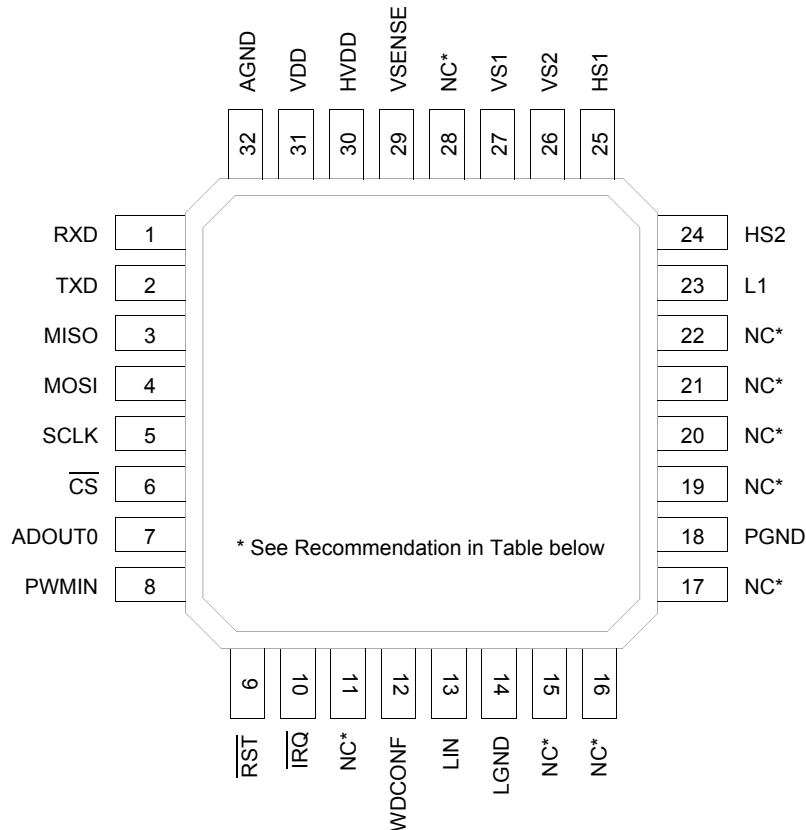 AGND VDD HVDD VSENSE NC* VS1 VS2 HS1
32 31 30 29 28 27 26 25
RXD 1
TXD 2
MISO 3
MOSI 4
SCLK 5
C̅S̅ 6
ADOUT0 7
PWMIN 8
24 HS2
23 L1
22 NC*
21 NC*
20 NC*
19 NC*
18 PGND
17 NC*
* See Recommendation in Table below
9 10 11 12 13 14 15 16
R̅S̅T̅ I̅R̅Q̅ NC* WDCONF LIN LGND NC* NC*